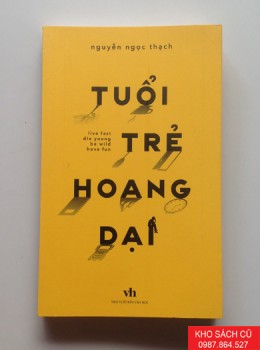 nguyễn ngọc thạch
TUỔI
live fast
die young
be wild
have fun
TRẺ
HOANG
DẠI
vh
KHO SÁCH CŨ
0987.864.527